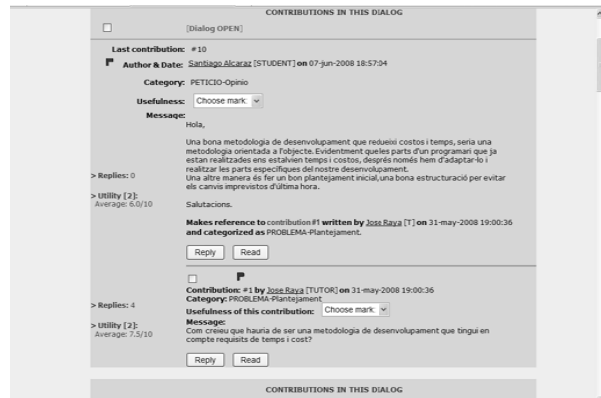 CONTRIBUTIONS IN THIS DIALOG
[Dialog OPEN]
Last contribution: #10
Author & Date: Santiago Alcaraz [STUDENT] on 07-jun-2008 18:57:04
Category: PETICIO-Opinio
Usefulness: Choose mark:
Message:
Hola,
Una bona metodologia de desenvolupament que redueixi costos i temps, seria una
metodologia orientada a l'objecte. Evidentment queles parts d'un programari que ja
estan realitzades ens estalvien temps i costos, després només hem d'adaptar-lo i
realitzar les parts específiques del nostre desenvolupament.
Una altre manera és fer un bon plantejament inicial,una bona estructuració per evitar
els canvis imprevistos d'última hora.
> Replies: 0
> Utility [2]:
Average: 6.0/10
Salutacions.
Makes reference to contribution #1 written by Jose Raya [T] on 31-may-2008 19:00:36
and categorized as PROBLEMA-Plantejament.
Reply Read
Contribution: #1 by Jose Raya [TUTOR] on 31-may-2008 19:00:36
Category: PROBLEMA-Plantejament
Usefulness of this contribution: Choose mark:
> Replies: 4
> Utility [2]:
Average: 7.5/10
Message:
Com creieu que hauria de ser una metodologia de desenvolupament que tingui en
compte requisits de temps i cost?
Reply Read
CONTRIBUTIONS IN THIS DIALOG